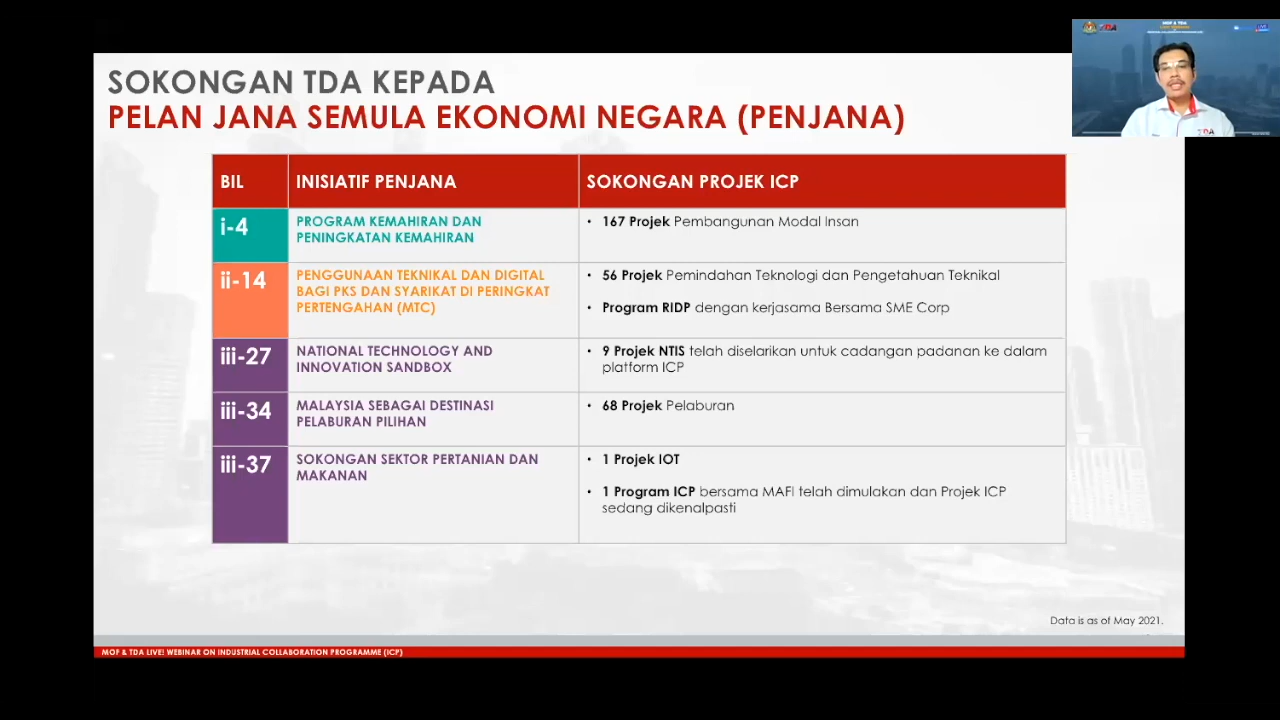 SOKONGAN TDA KEPADA
PELAN JANA SEMULA EKONOMI NEGARA (PENJANA)
BIL
INISIATIF PENJANA
SOKONGAN PROJEK ICP
i-4
PROGRAM KEMAHIRAN DAN
PENINGKATAN KEMAHIRAN
• 167 Projek Pembangunan Modal Insan
ii-14
PENGGUNAAN TEKNIKAL DAN DIGITAL
BAGI PKS DAN SYARIKAT DI PERINGKAT
PERTENGAHAN (MTC)
• 56 Projek Pemindahan Teknologi dan Pengetahuan Teknikal
• Program RIDP dengan kerjasama Bersama SME Corp
iii-27
NATIONAL TECHNOLOGY AND
INNOVATION SANDBOX
• 9 Projek NTIS telah diselarikan untuk cadangan padanan ke dalam
platform ICP
iii-34
MALAYSIA SEBAGAI DESTINASI
PELABURAN PILIHAN
• 68 Projek Pelaburan
iii-37
SOKONGAN SEKTOR PERTANIAN DAN
MAKANAN
• 1 Projek IOT
• 1 Program ICP bersama MAFI telah dimulakan dan Projek ICP
sedang dikenalpasti
Data is as of May 2021.
MOF & TDA LIVE! WEBINAR ON INDUSTRIAL COLLABORATION PROGRAMME (ICP)
MOF & TDA
TDA